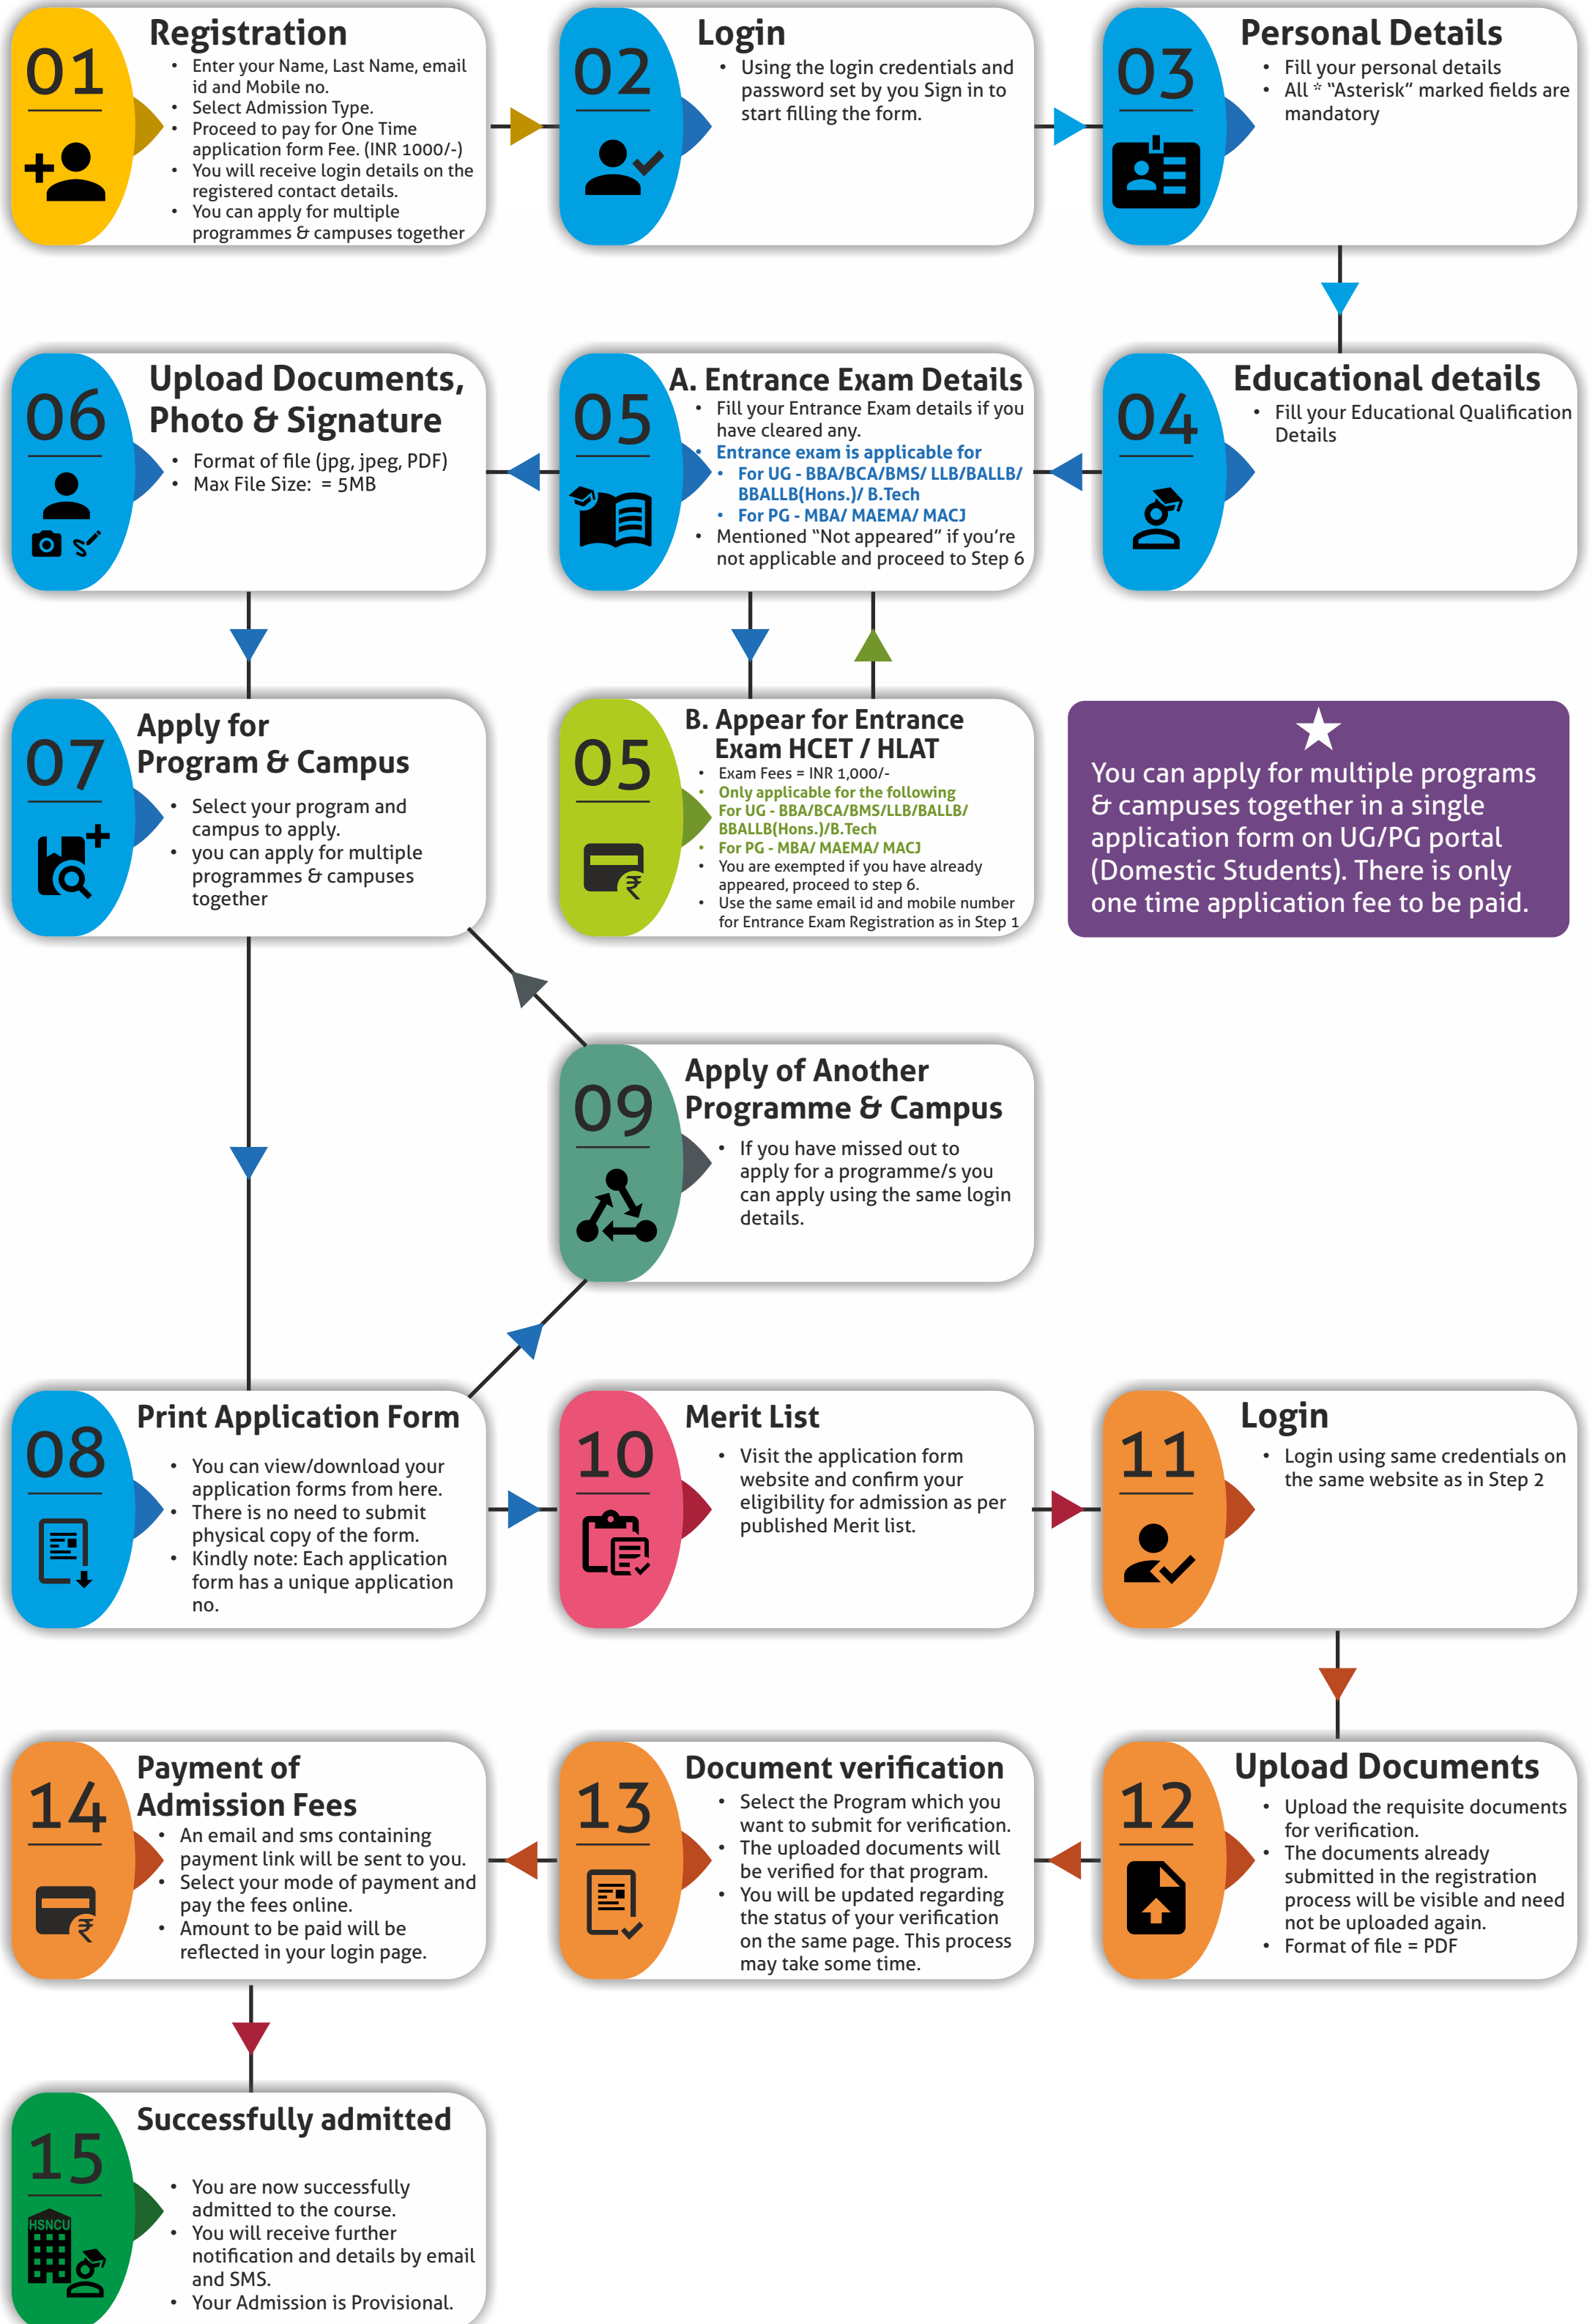 01
Registration
• Enter your Name, Last Name, email
id and Mobile no.
• Select Admission Type.
• Proceed to pay for One Time
application form Fee. (INR 1000/-)
• You will receive login details on the
registered contact details.
• You can apply for multiple
programmes & campuses together
02
Login
• Using the login credentials and
password set by you Sign in to
start filling the form.
03
Personal Details
• Fill your personal details
• All * “Asterisk” marked fields are
mandatory
04
Educational details
• Fill your Educational Qualification
Details
05
A. Entrance Exam Details
• Fill your Entrance Exam details if you
have cleared any.
• Entrance exam is applicable for
• For UG - BBA/BCA/BMS/ LLB/BALLB/
BBALLB(Hons.)/ B.Tech
• For PG - MBA/ MAEMA/ MACJ
• Mentioned “Not appeared” if you’re
not applicable and proceed to Step 6
05
B. Appear for Entrance
Exam HCET / HLAT
• Exam Fees = INR 1,000/-
• Only applicable for the following
• For UG - BBA/BCA/BMS/LLB/BALLB/
BBALLB(Hons.)/B.Tech
• For PG - MBA/ MAEMA/ MACJ
• You are exempted if you have already
appeared, proceed to step 6.
• Use the same email id and mobile number
for Entrance Exam Registration as in Step 1
06
Upload Documents,
Photo & Signature
• Format of file (jpg, jpeg, PDF)
• Max File Size: = 5MB
07
Apply for
Program & Campus
• Select your program and
campus to apply.
• you can apply for multiple
programmes & campuses
together
You can apply for multiple programs
& campuses together in a single
application form on UG/PG portal
(Domestic Students). There is only
one time application fee to be paid.
09
Apply of Another
Programme & Campus
• If you have missed out to
apply for a programme/s you
can apply using the same login
details.
08
Print Application Form
• You can view/download your
application forms from here.
• There is no need to submit
physical copy of the form.
• Kindly note: Each application
form has a unique application
no.
10
Merit List
• Visit the application form
website and confirm your
eligibility for admission as per
published Merit list.
11
Login
• Login using same credentials on
the same website as in Step 2
12
Upload Documents
• Upload the requisite documents
for verification.
• The documents already
submitted in the registration
process will be visible and need
not be uploaded again.
• Format of file = PDF
13
Document verification
• Select the Program which you
want to submit for verification.
• The uploaded documents will
be verified for that program.
• You will be updated regarding
the status of your verification
on the same page. This process
may take some time.
14
Payment of
Admission Fees
• An email and sms containing
payment link will be sent to you.
• Select your mode of payment and
pay the fees online.
• Amount to be paid will be
reflected in your login page.
15
HSNCU
Successfully admitted
• You are now successfully
admitted to the course.
• You will receive further
notification and details by email
and SMS.
• Your Admission is Provisional.